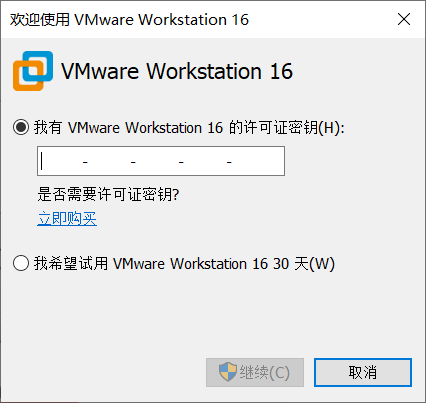 欢迎使用 VMware Workstation 16
VMware Workstation 16
我有 VMware Workstation 16 的许可证密钥(H):
- - - -
是否需要许可证密钥?
立即购买
我希望试用 VMware Workstation 16 30 天(W)
继续(C)
取消